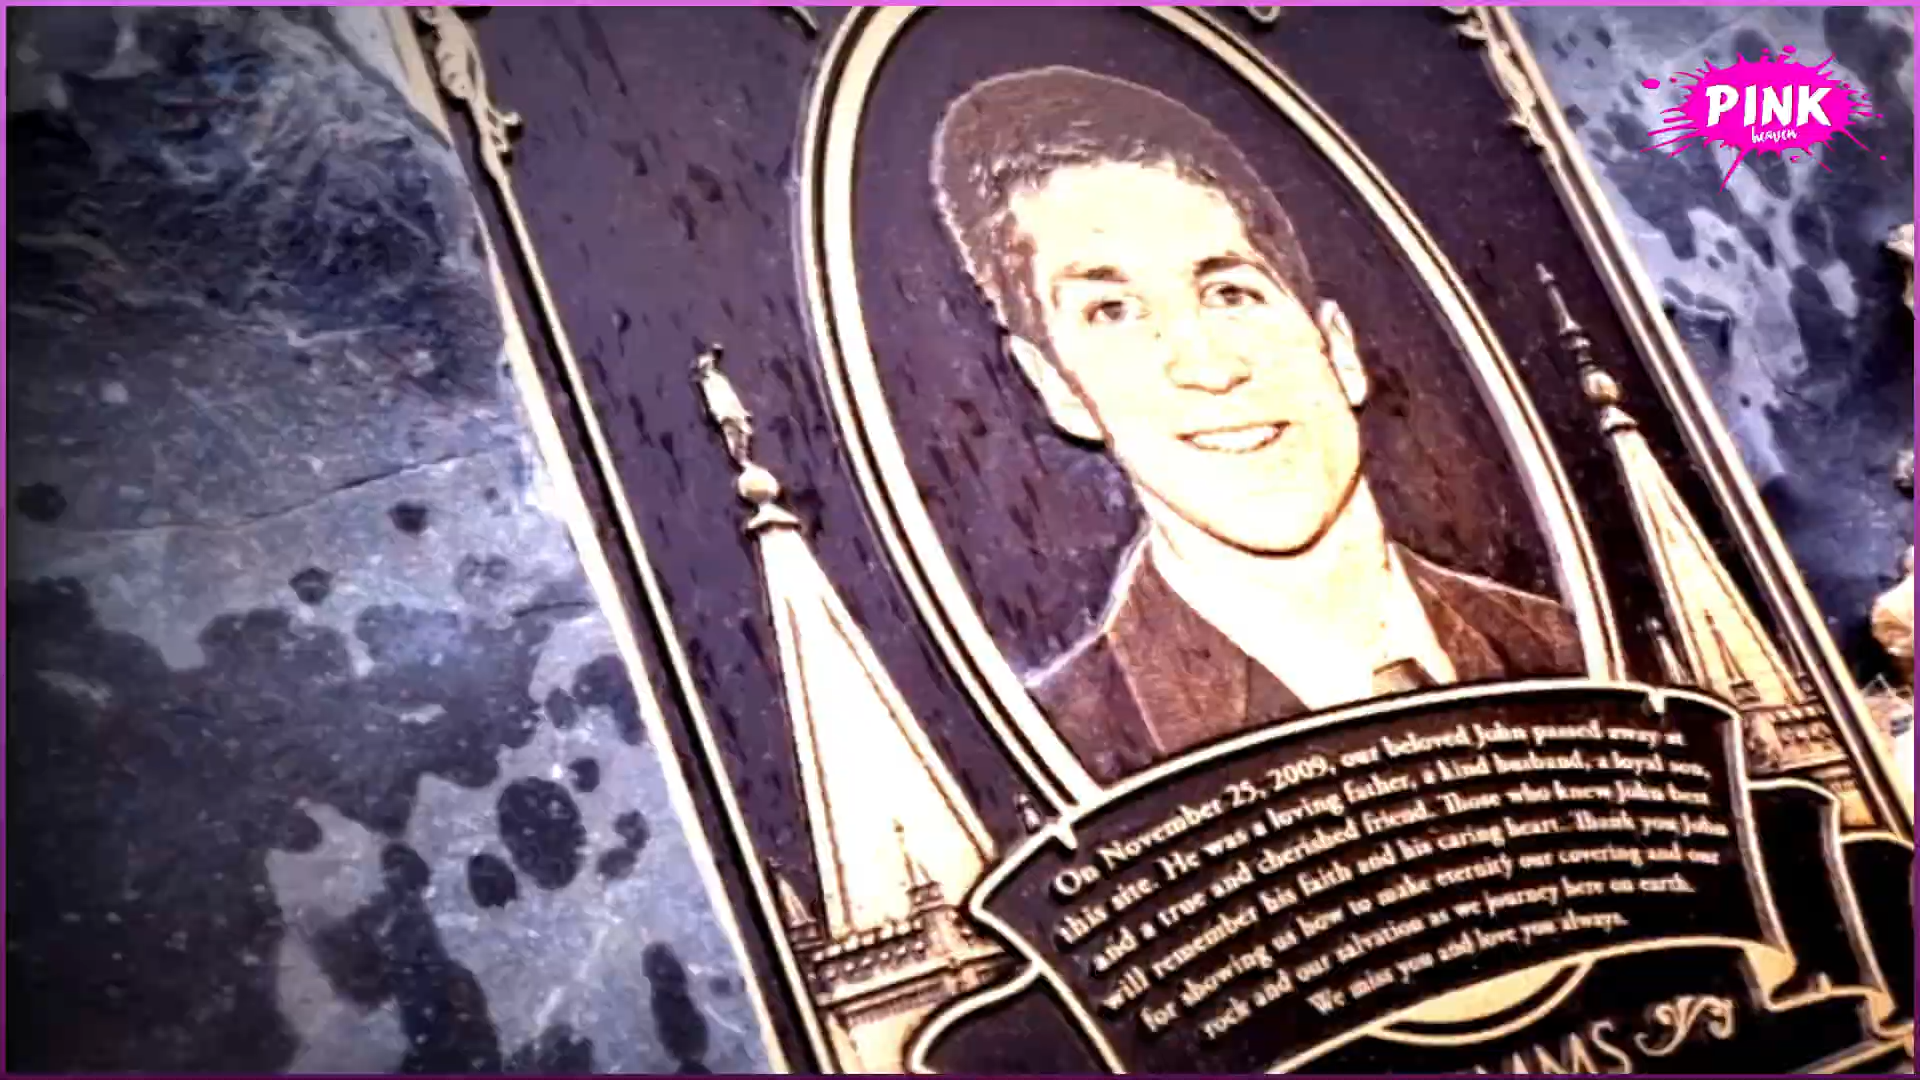 PINK
heaven
On November 25, 2009, our beloved John passed away at
this site. He was a loving father, a kind husband, a loyal son,
and a true and cherished friend. Those who knew John best
will remember his faith and his caring heart. Thank you John
for showing us how to make eternity our covering and our
rock and our salvation as we journey here on earth.
We miss you and love you always.